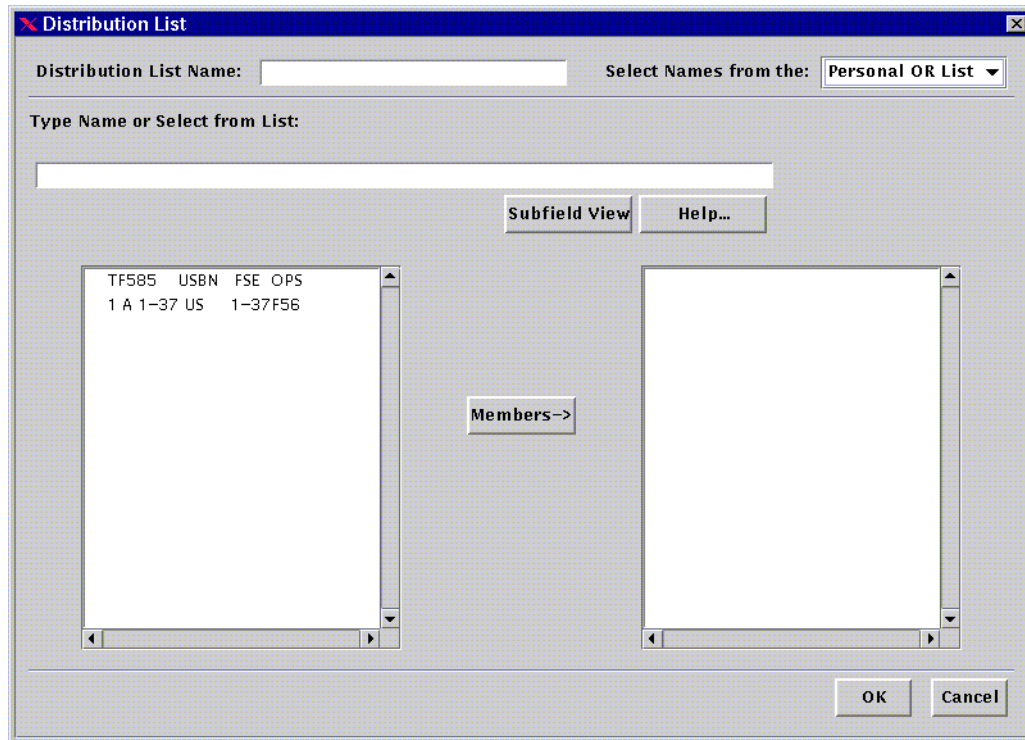 Distribution List
Distribution List Name: Select Names from the: Personal OR List
Type Name or Select from List:
Subfield View Help...
TF585 USBN FSE OPS
1 A 1-37 US 1-37F56
Members->
OK Cancel